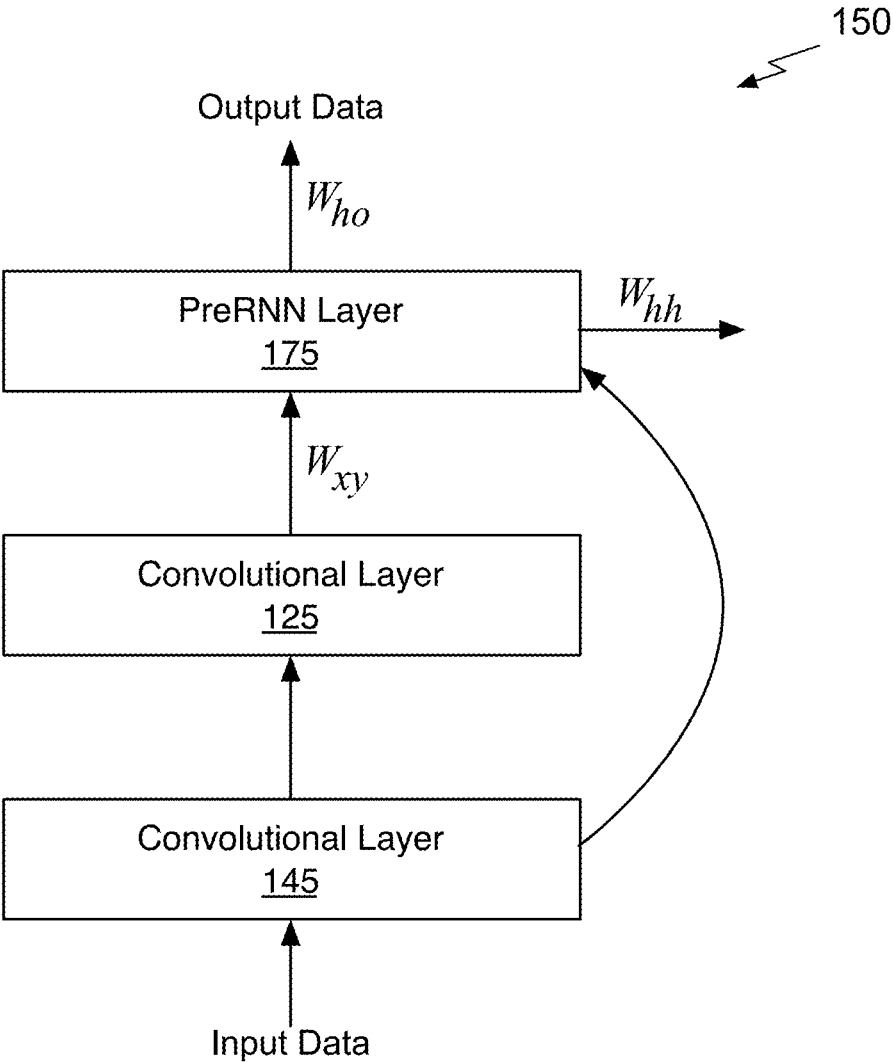 150
Output Data
W_ho
PreRNN Layer
175
W_hh
W_xy
Convolutional Layer
125
Convolutional Layer
145
Input Data